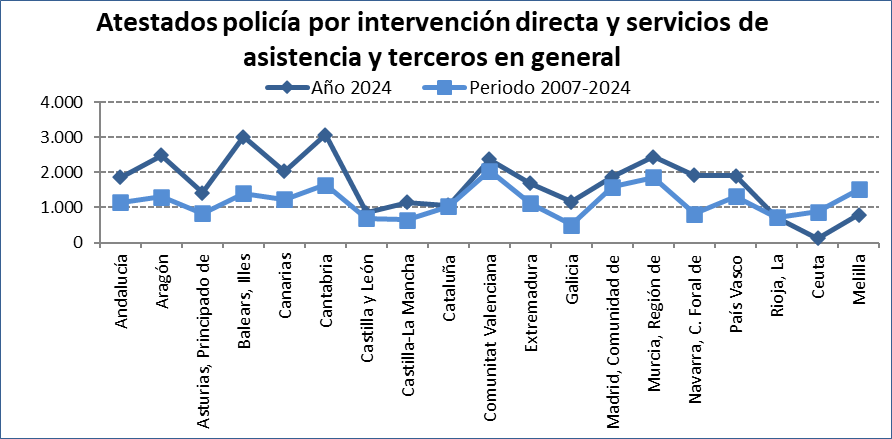 Atestados policía por intervención directa y servicios de
asistencia y terceros en general
Año 2024
Periodo 2007-2024
4.000
3.000
2.000
1.000
0
Andalucía
Aragón
Asturias, Principado de
Balears, Illes
Canarias
Cantabria
Castilla y León
Castilla-La Mancha
Cataluña
Comunitat Valenciana
Extremadura
Galicia
Madrid, Comunidad de
Murcia, Región de
Navarra, C. Foral de
País Vasco
Rioja, La
Ceuta
Melilla